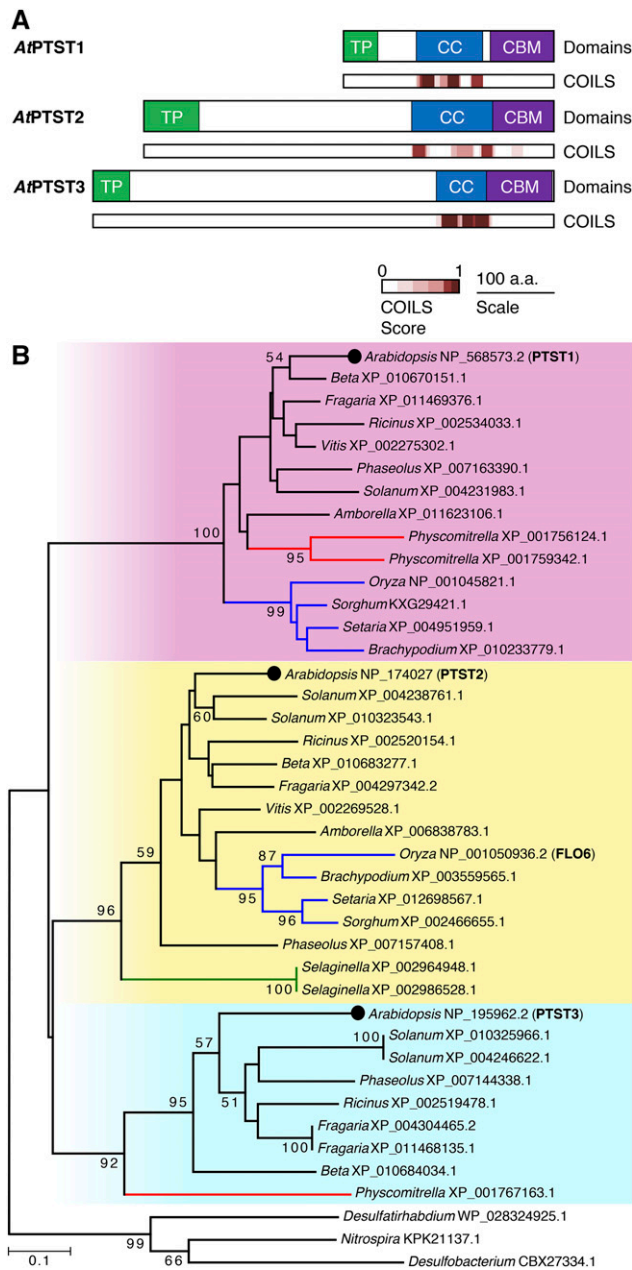 A
AtPTST1
TP CC CBM Domains
COILS
AtPTST2
TP CC CBM Domains
COILS
AtPTST3
TP CC CBM Domains
COILS
0 1 100 a.a.
COILS Scale
Score
B
54 Arabidopsis NP_568573.2 (PTST1)
Beta XP_010670151.1
Fragaria XP_011469376.1
Ricinus XP_002534033.1
Vitis XP_002275302.1
Phaseolus XP_007163390.1
Solanum XP_004231983.1
Amborella XP_011623106.1
100 Physcomitrella XP_001756124.1
95 Physcomitrella XP_001759342.1
Oryza NP_001045821.1
99 Sorghum KXG29421.1
Setaria XP_004951959.1
Brachypodium XP_010233779.1
Arabidopsis NP_174027 (PTST2)
Solanum XP_004238761.1
60 Solanum XP_010323543.1
Ricinus XP_002520154.1
Beta XP_010683277.1
Fragaria XP_004297342.2
Vitis XP_002269528.1
Amborella XP_006838783.1
59 87 Oryza NP_001050936.2 (FLO6)
Brachypodium XP_003559565.1
95 Setaria XP_012698567.1
96 96 Sorghum XP_002466655.1
Phaseolus XP_007157408.1
Selaginella XP_002964948.1
100 Selaginella XP_002986528.1
Arabidopsis NP_195962.2 (PTST3)
57 100 Solanum XP_010325966.1
Solanum XP_004246622.1
Phaseolus XP_007144338.1
95 51 Ricinus XP_002519478.1
Fragaria XP_004304465.2
100 Fragaria XP_011468135.1
92 Beta XP_010684034.1
Physcomitrella XP_001767163.1
Desulfatirhabdium WP_028324925.1
99 Nitrospira KPK21137.1
0.1 66 Desulfobacterium CBX27334.1